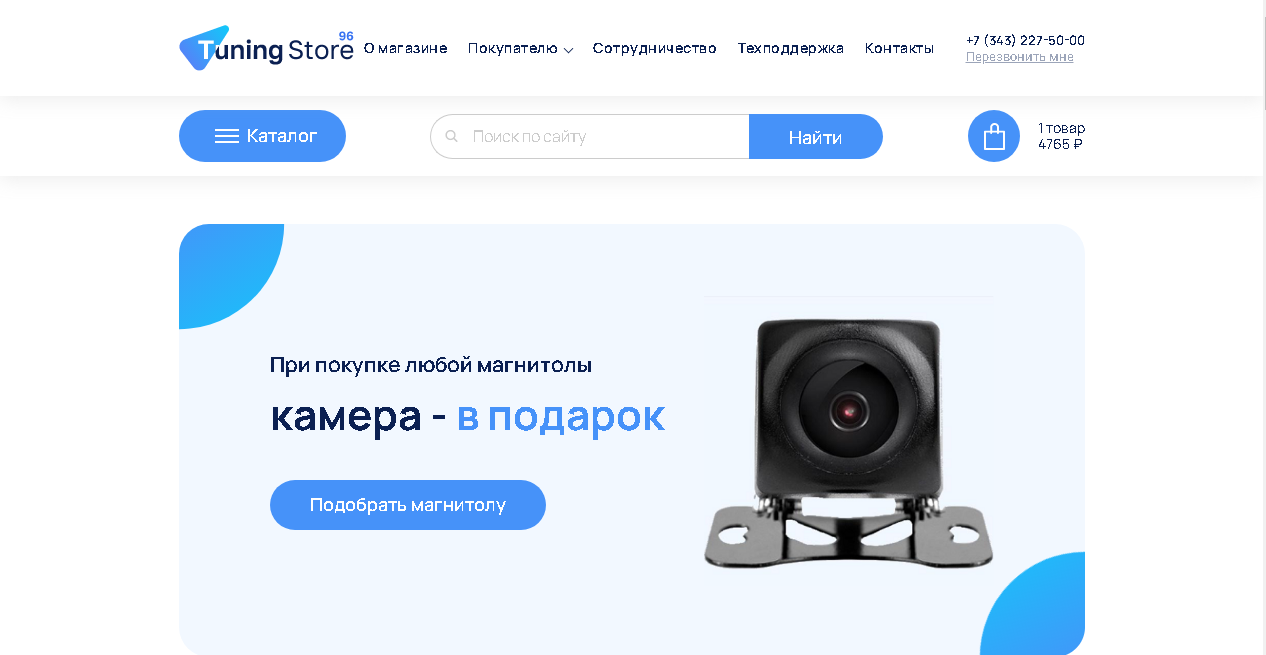 Tuning Store 96
О магазине
Покупателю
Сотрудничество
Техподдержка
Контакты
+7 (343) 227-50-00
Перезвонить мне
Каталог
Поиск по сайту
Найти
1 товар
4765 ₽
При покупке любой магнитолы
камера - в подарок
Подобрать магнитолу